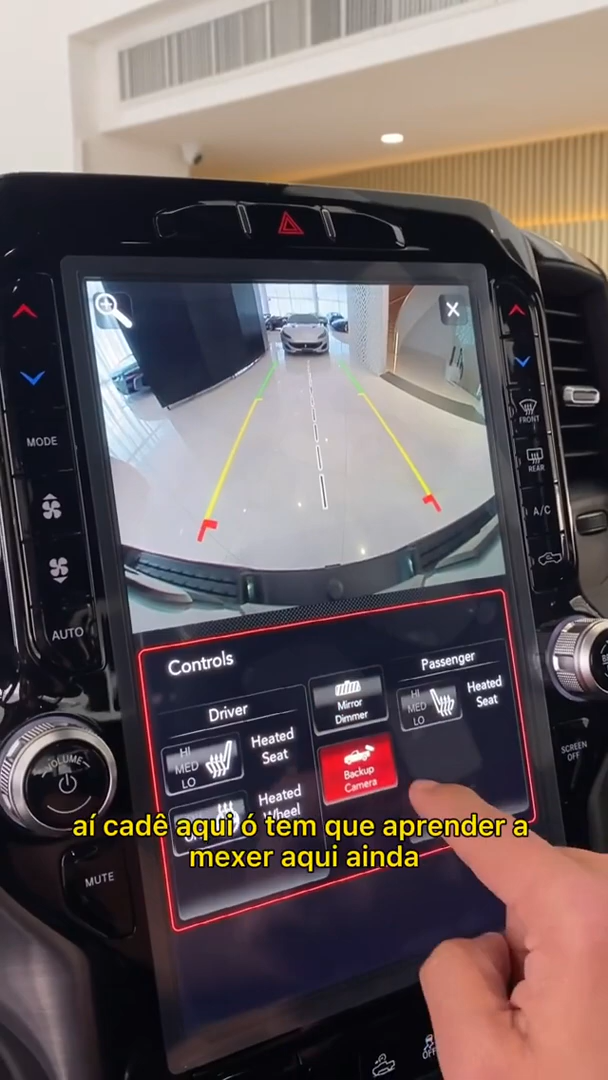 MODE
FRONT
REAR
A/C
AUTO
Controls
Driver
Passenger
HI
MED
LO
Heated
Seat
Mirror
Dimmer
HI
MED
LO
Heated
Seat
Backup
Camera
Heated
Wheel
VOLUME
SCREEN
OFF
MUTE
aí cadê aqui ó tem que aprender a
mexer aqui ainda
OFF